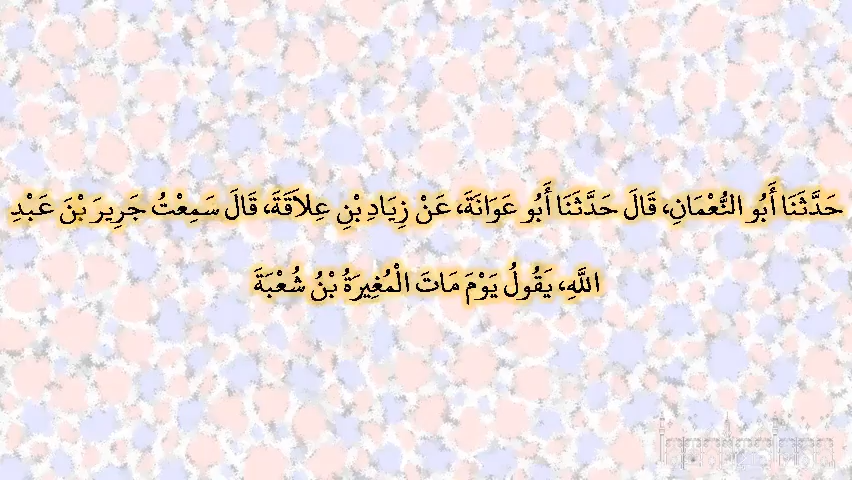 حَدَّثَنَا أَبُو النُّعْمَانِ، قَالَ حَدَّثَنَا أَبُو عَوَانَةَ، عَنْ زِيَادِ بْنِ عِلاَقَةَ، قَالَ سَمِعْتُ جَرِيرَ بْنَ عَبْدِ
اللَّهِ، يَقُولُ يَوْمَ مَاتَ الْمُغِيرَةُ بْنُ شُعْبَةَ